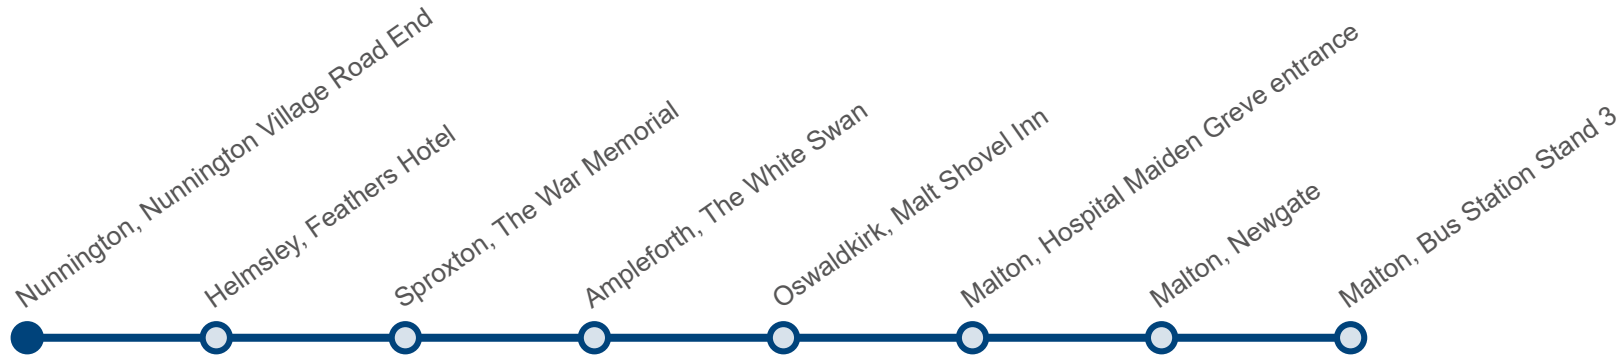 Nunnington, Nunnington Village Road End
Helmsley, Feathers Hotel
Sproxton, The War Memorial
Ampleforth, The White Swan
Oswaldkirk, Malt Shovel Inn
Malton, Hospital Maiden Greve entrance
Malton, Newgate
Malton, Bus Station Stand 3